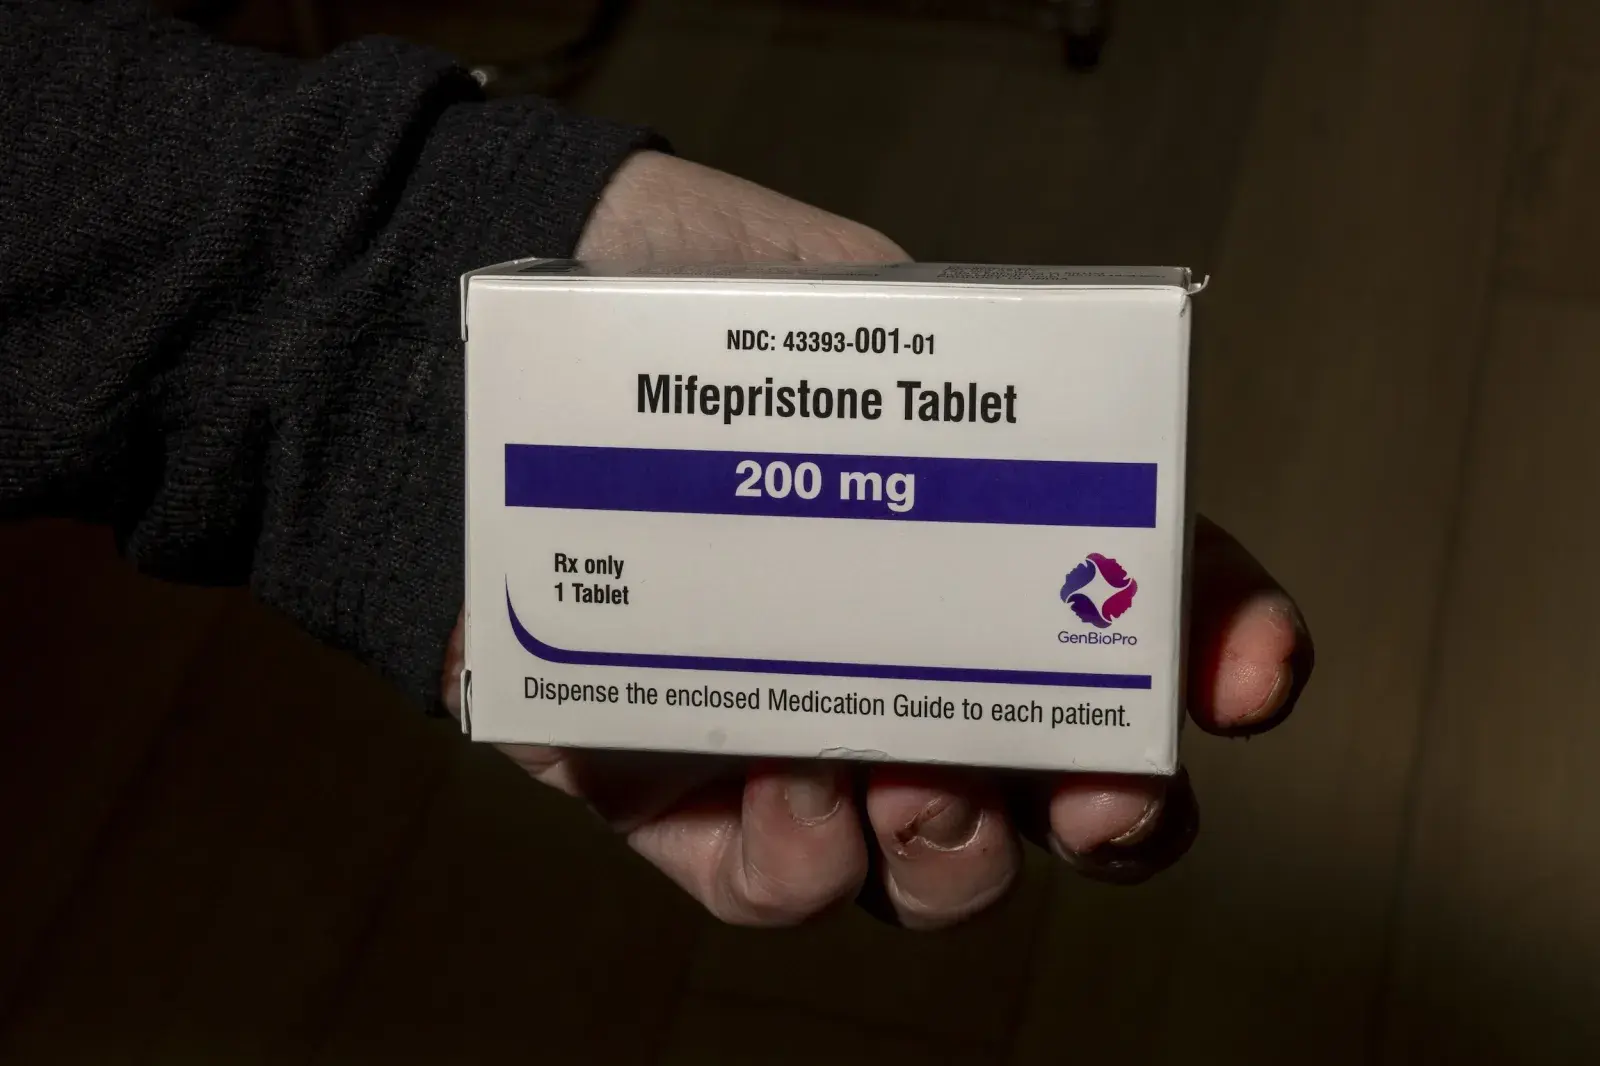 NDC: 43393-001-01
Mifepristone Tablet
200 mg
Rx only
1 Tablet
GenBioPro
Dispense the enclosed Medication Guide to each patient.